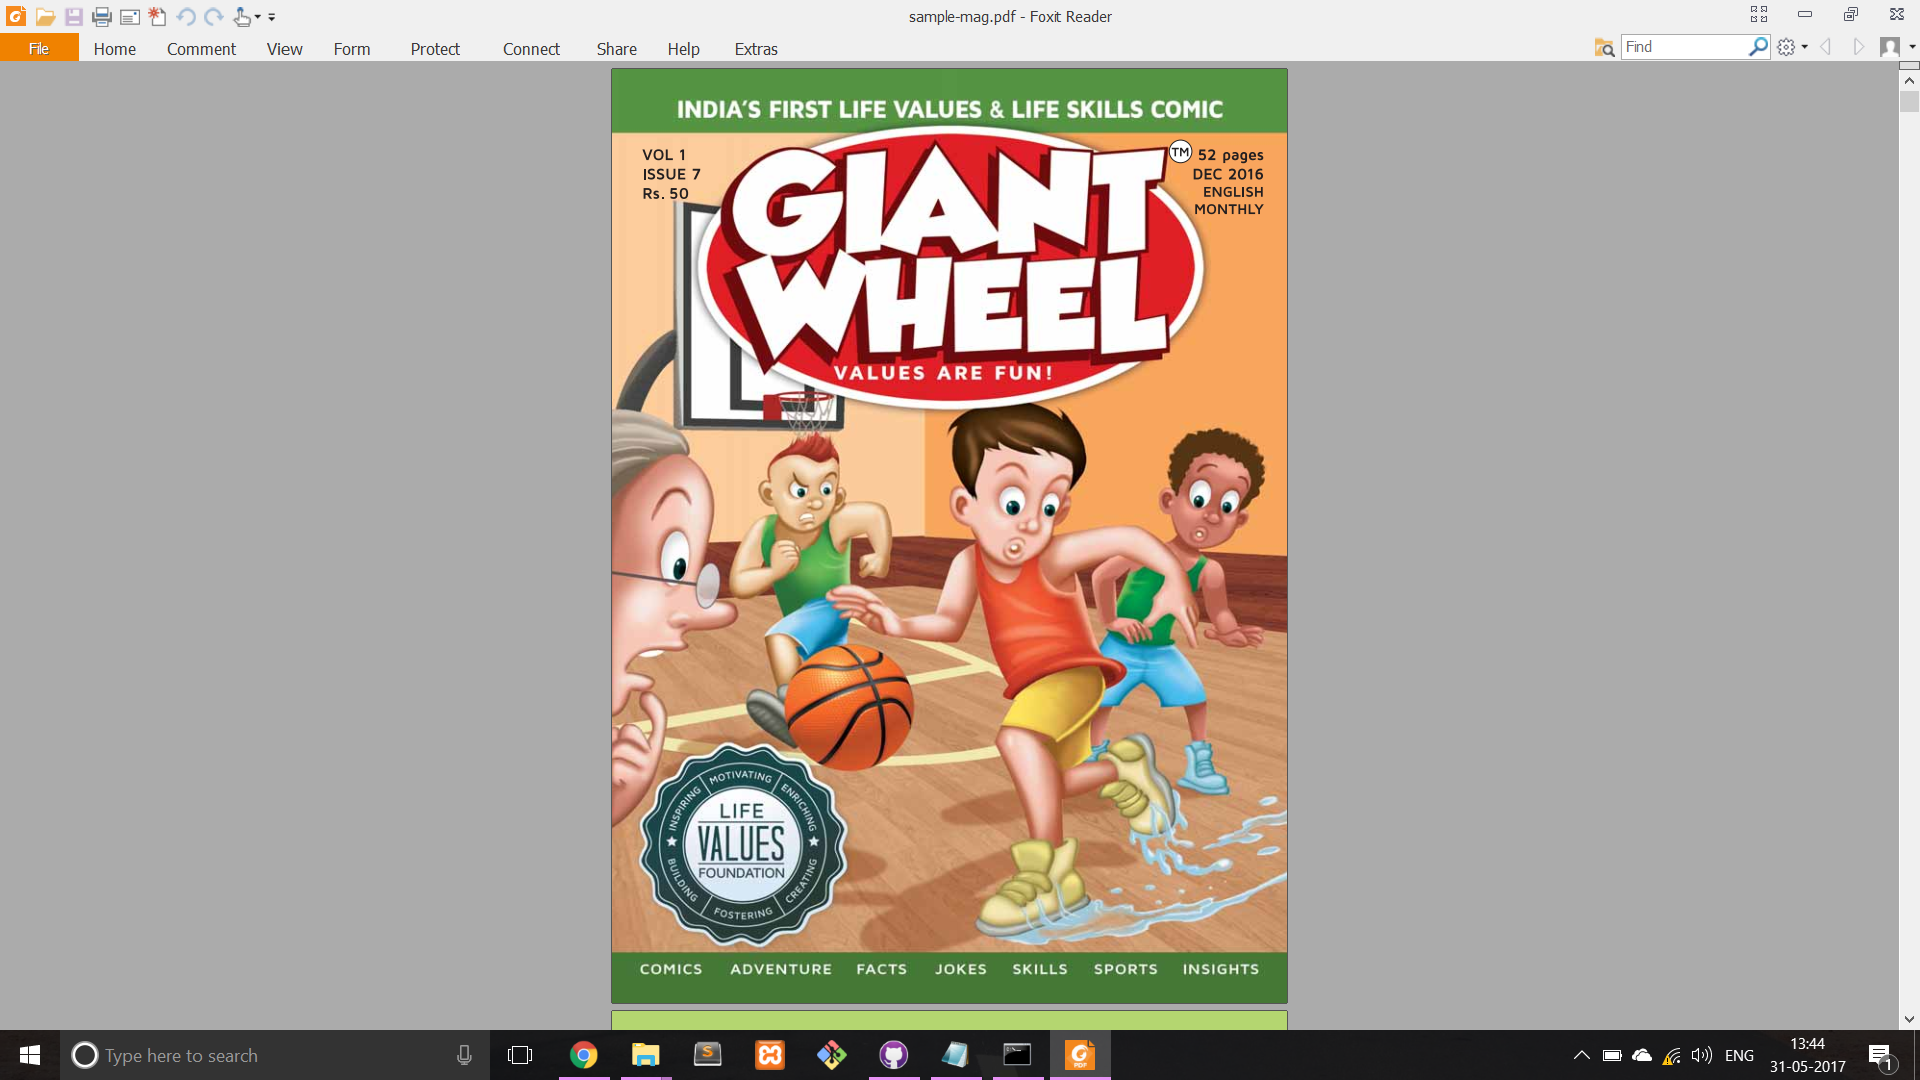 sample-mag.pdf - Foxit Reader
File Home Comment View Form Protect Connect Share Help Extras
Find
INDIA'S FIRST LIFE VALUES & LIFE SKILLS COMIC
VOL 1
ISSUE 7
Rs. 50
GIANT
WHEEL
TM
VALUES ARE FUN!
52 pages
DEC 2016
ENGLISH
MONTHLY
INSPIRING MOTIVATING ENRICHING
LIFE
VALUES
FOUNDATION
BUILDING FOSTERING CREATING
COMICS ADVENTURE FACTS JOKES SKILLS SPORTS INSIGHTS
Type here to search
S
PDF
ENG
13:44
31-05-2017
1